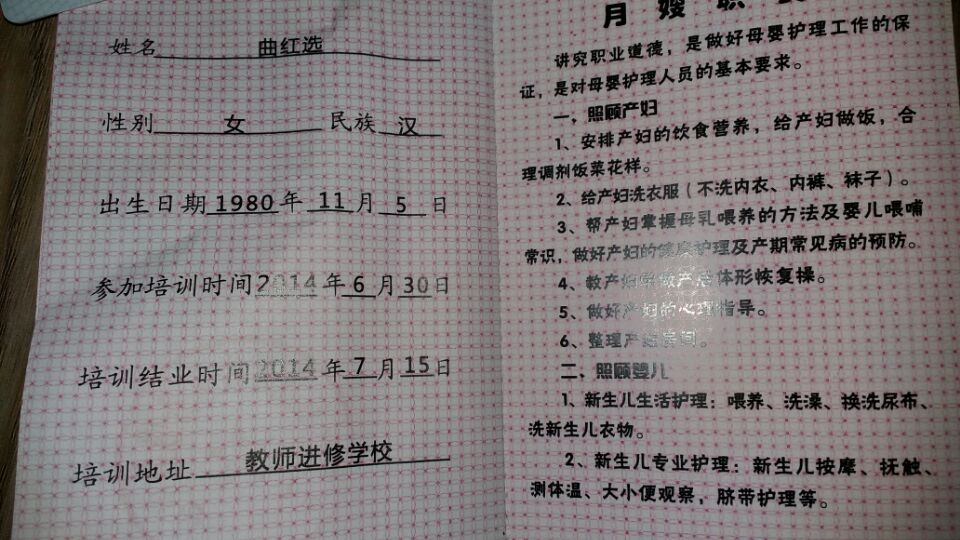 姓名 曲红选
性别 女 民族 汉
出生日期 1980 年 11 月 5 日
参加培训时间 2014 年 6 月 30 日
培训结业时间 2014 年 7 月 15 日
培训地址 教师进修学校
月嫂职
讲究职业道德，是做好母婴护理工作的保
证，是对母婴护理人员的基本要求。
一、照顾产妇
1、安排产妇的饮食营养，给产妇做饭，合
理调剂饭菜花样。
2、给产妇洗衣服（不洗内衣、内裤、袜子）。
3、帮产妇掌握母乳喂养的方法及婴儿喂哺
常识，做好产妇的健康护理及产期常见病的预防。
4、教产妇做产后体形恢复操。
5、做好产妇的心理指导。
6、整理产妇房间。
二、照顾婴儿
1、新生儿生活护理：喂养、洗澡、换洗尿布、
洗新生儿衣物。
2、新生儿专业护理：新生儿按摩、抚触、
测体温、大小便观察，脐带护理等。